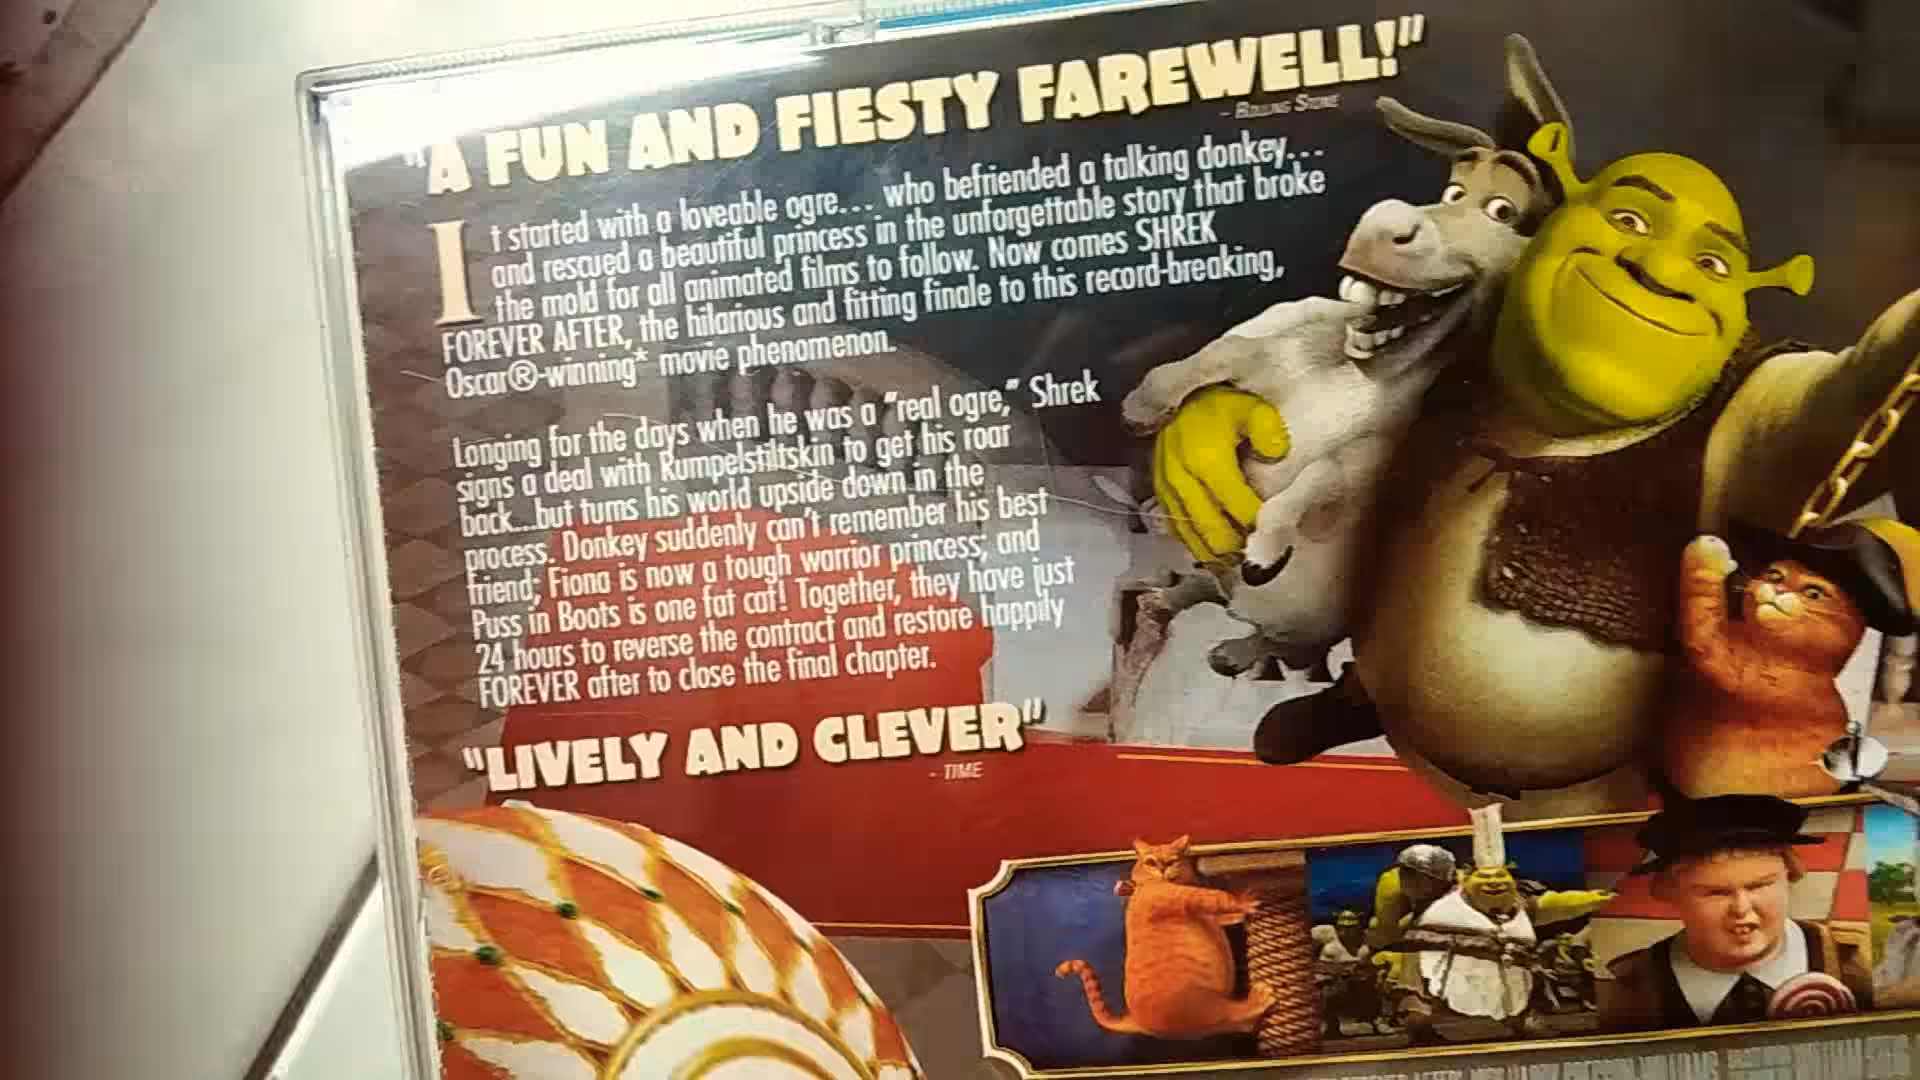 "A FUN AND FIESTY FAREWELL!"
- ROLLING STONE
It started with a loveable ogre... who befriended a talking donkey...
and rescued a beautiful princess in the unforgettable story that broke
the mold for all animated films to follow. Now comes SHREK
FOREVER AFTER, the hilarious and fitting finale to this record-breaking,
Oscar®-winning* movie phenomenon.
Longing for the days when he was a "real ogre," Shrek
signs a deal with Rumpelstiltskin to get his roar
back...but turns his world upside down in the
process. Donkey suddenly can't remember his best
friend; Fiona is now a tough warrior princess; and
Puss in Boots is one fat cat! Together, they have just
24 hours to reverse the contract and restore happily
FOREVER after to close the final chapter.
"LIVELY AND CLEVER"
- TIME